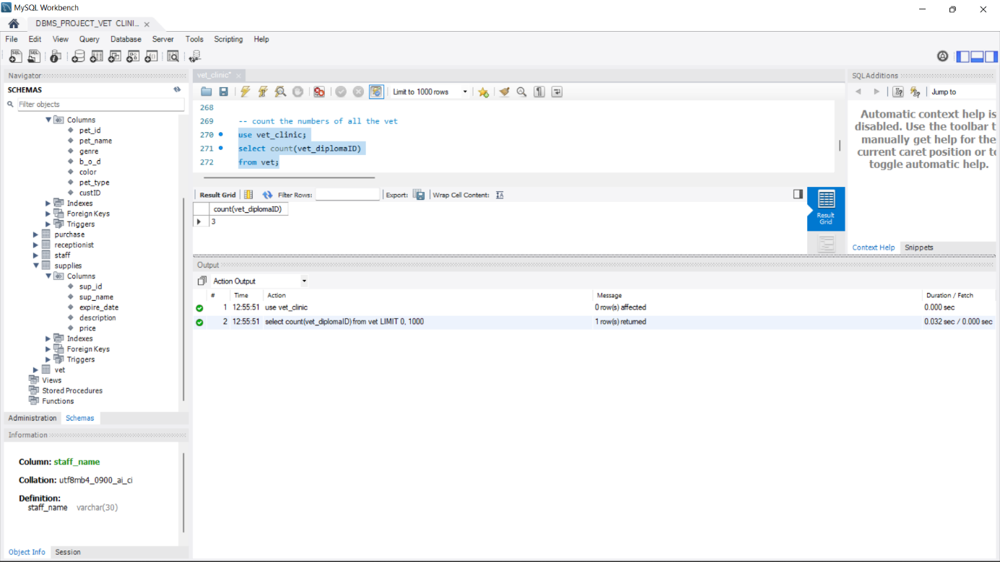 MySQL Workbench
DBMS_PROJECT_VET CLINI... ×
File Edit View Query Database Server Tools Scripting Help
Navigator
SCHEMAS
Filter objects
Columns
pet_id
pet_name
genre
b_o_d
color
pet_type
custID
Indexes
Foreign Keys
Triggers
purchase
receptionist
staff
supplies
Columns
sup_id
sup_name
expire_date
description
price
Indexes
Foreign Keys
Triggers
vet
Views
Stored Procedures
Functions
Administration Schemas
Information
Column: staff_name
Collation: utf8mb4_0900_ai_ci
Definition:
staff_name varchar(30)
Object Info Session
vet_clinic* ×
Limit to 1000 rows
268
269 -- count the numbers of all the vet
270 use vet_clinic;
271 select count(vet_diplomaID)
272 from vet;
Result Grid Filter Rows: Export: Wrap Cell Content:
count(vet_diplomaID)
3
Result
Grid
Output
Action Output
# Time Action Message Duration / Fetch
1 12:55:51 use vet_clinic 0 row(s) affected 0.000 sec
2 12:55:51 select count(vet_diplomaID)from vet LIMIT 0, 1000 1 row(s) returned 0.032 sec / 0.000 sec
SQLAdditions
Jump to
Automatic context help is
disabled. Use the toolbar t
manually get help for the
current caret position or to
toggle automatic help.
Context Help Snippets